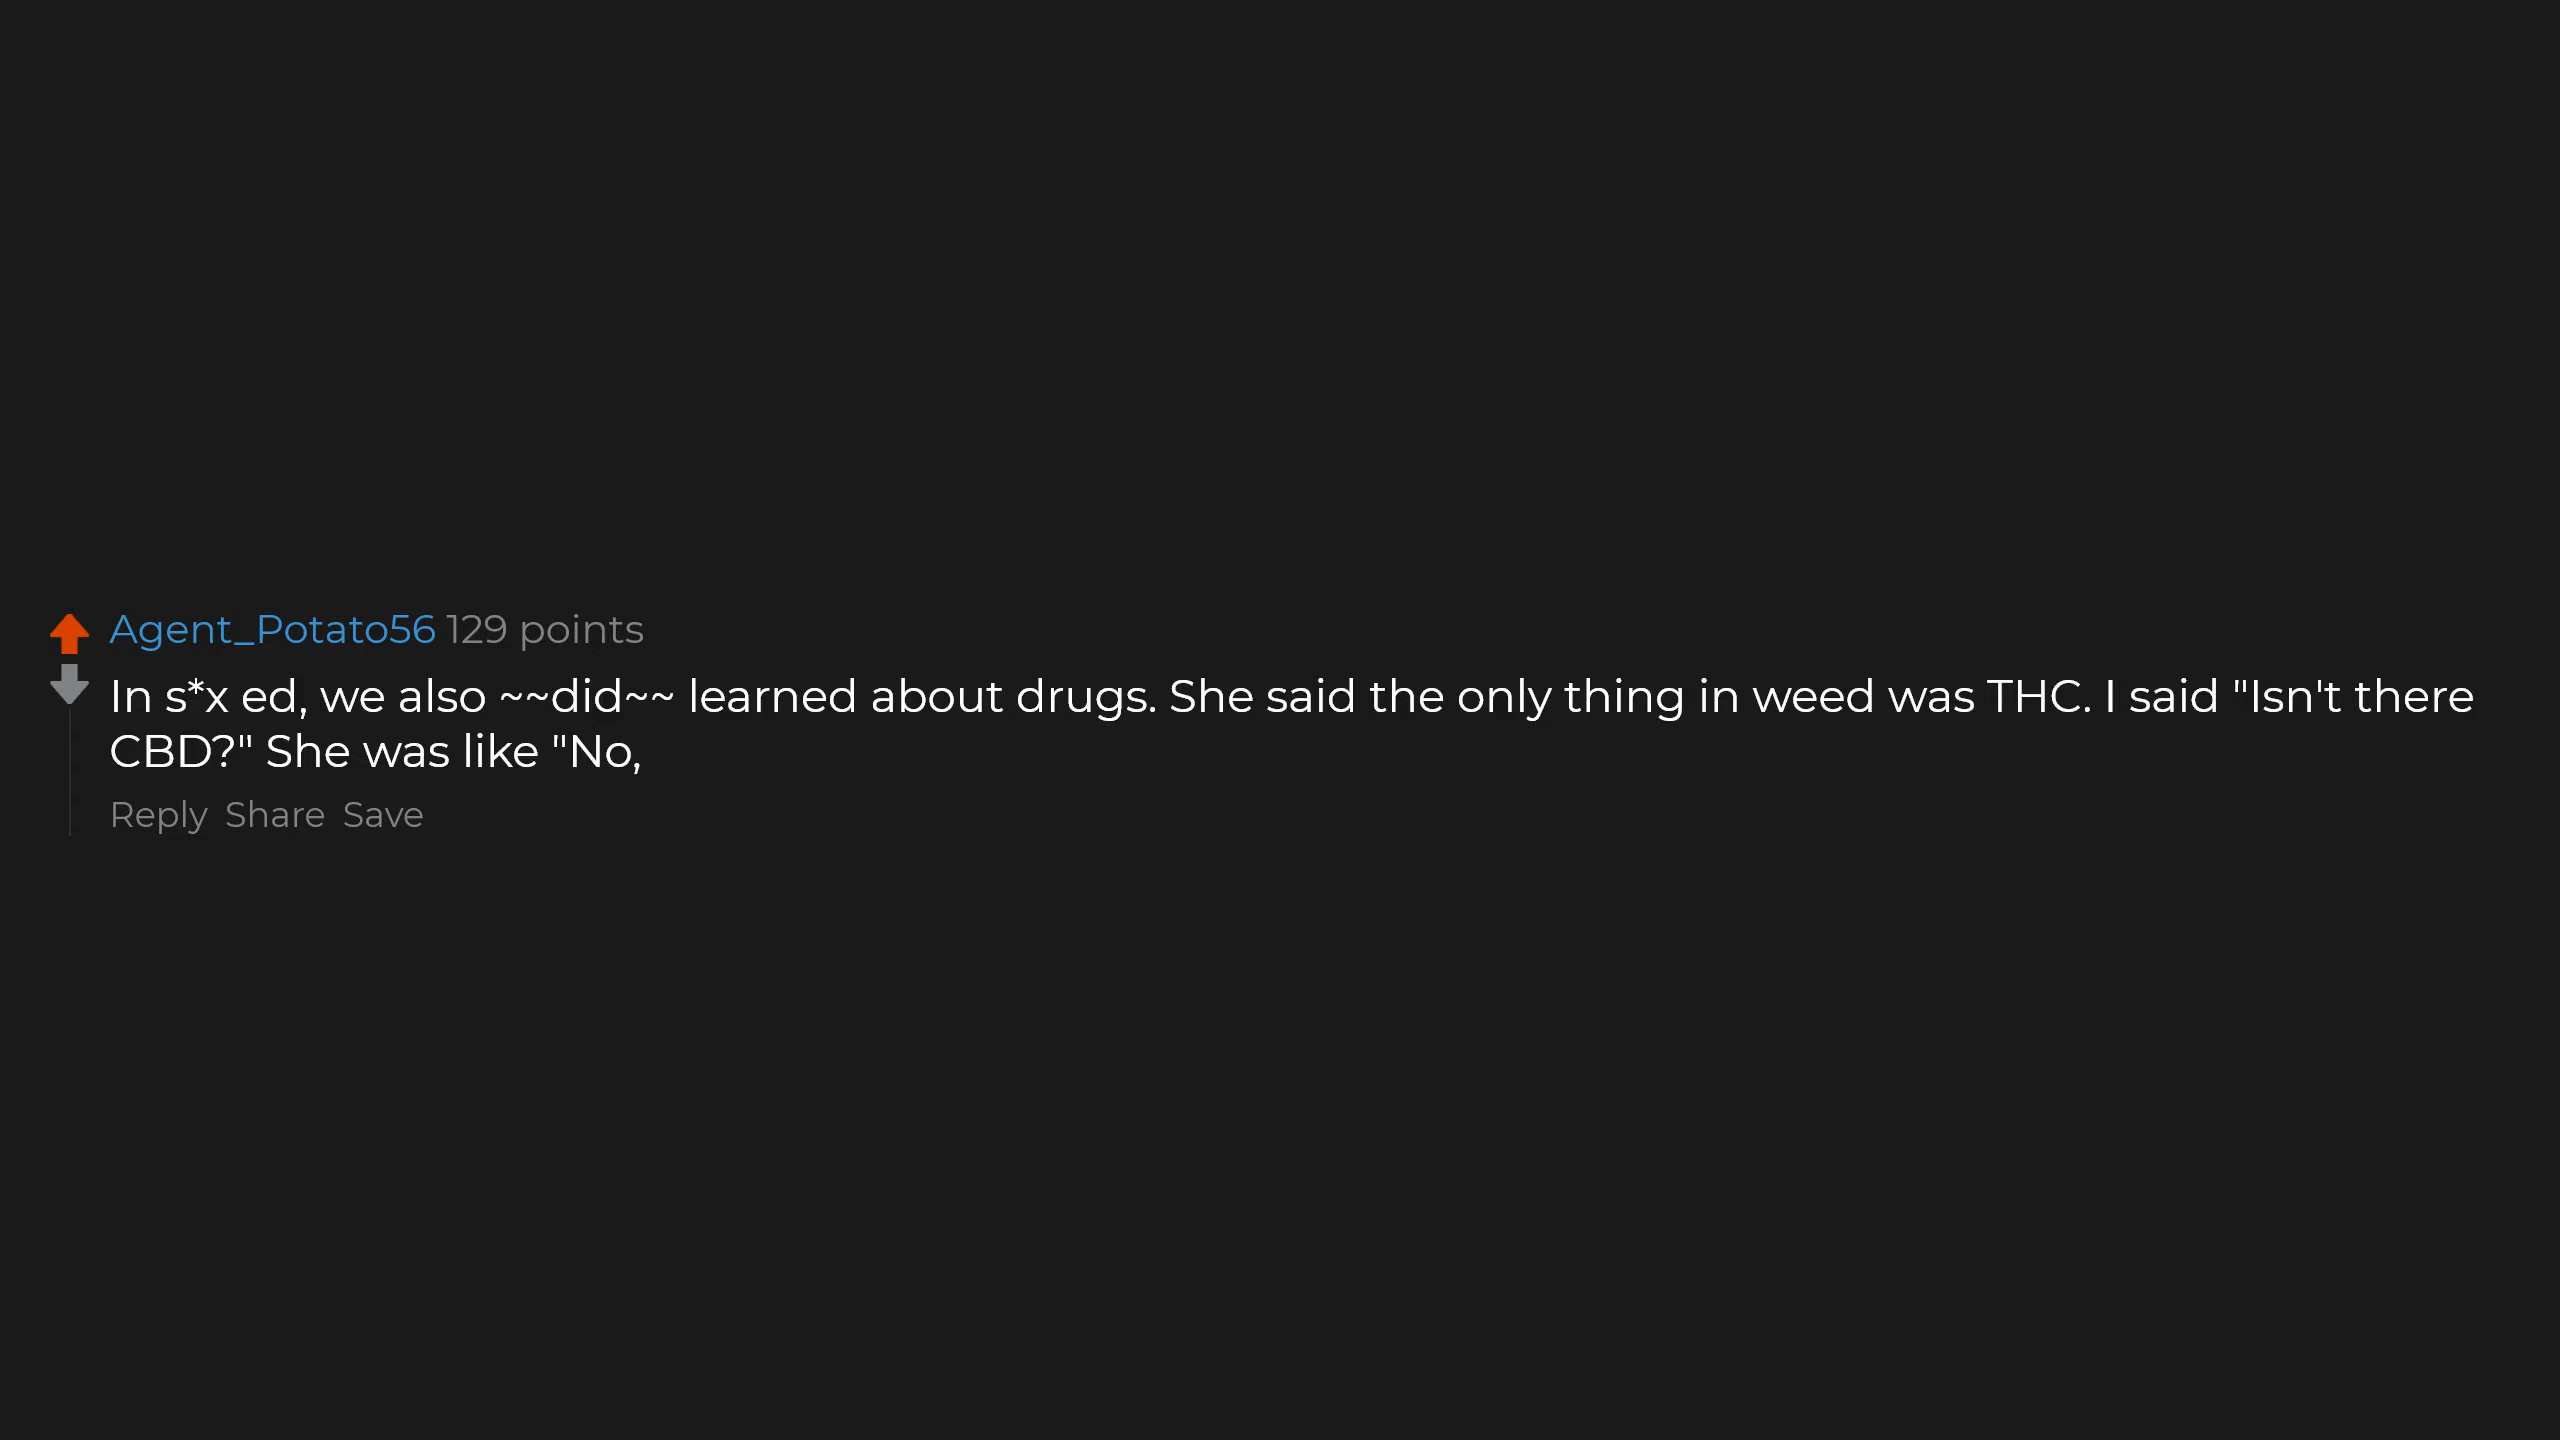 Agent_Potato56 129 points
In s*x ed, we also ~~did~~ learned about drugs. She said the only thing in weed was THC. I said "Isn't there
CBD?" She was like "No,
Reply Share Save